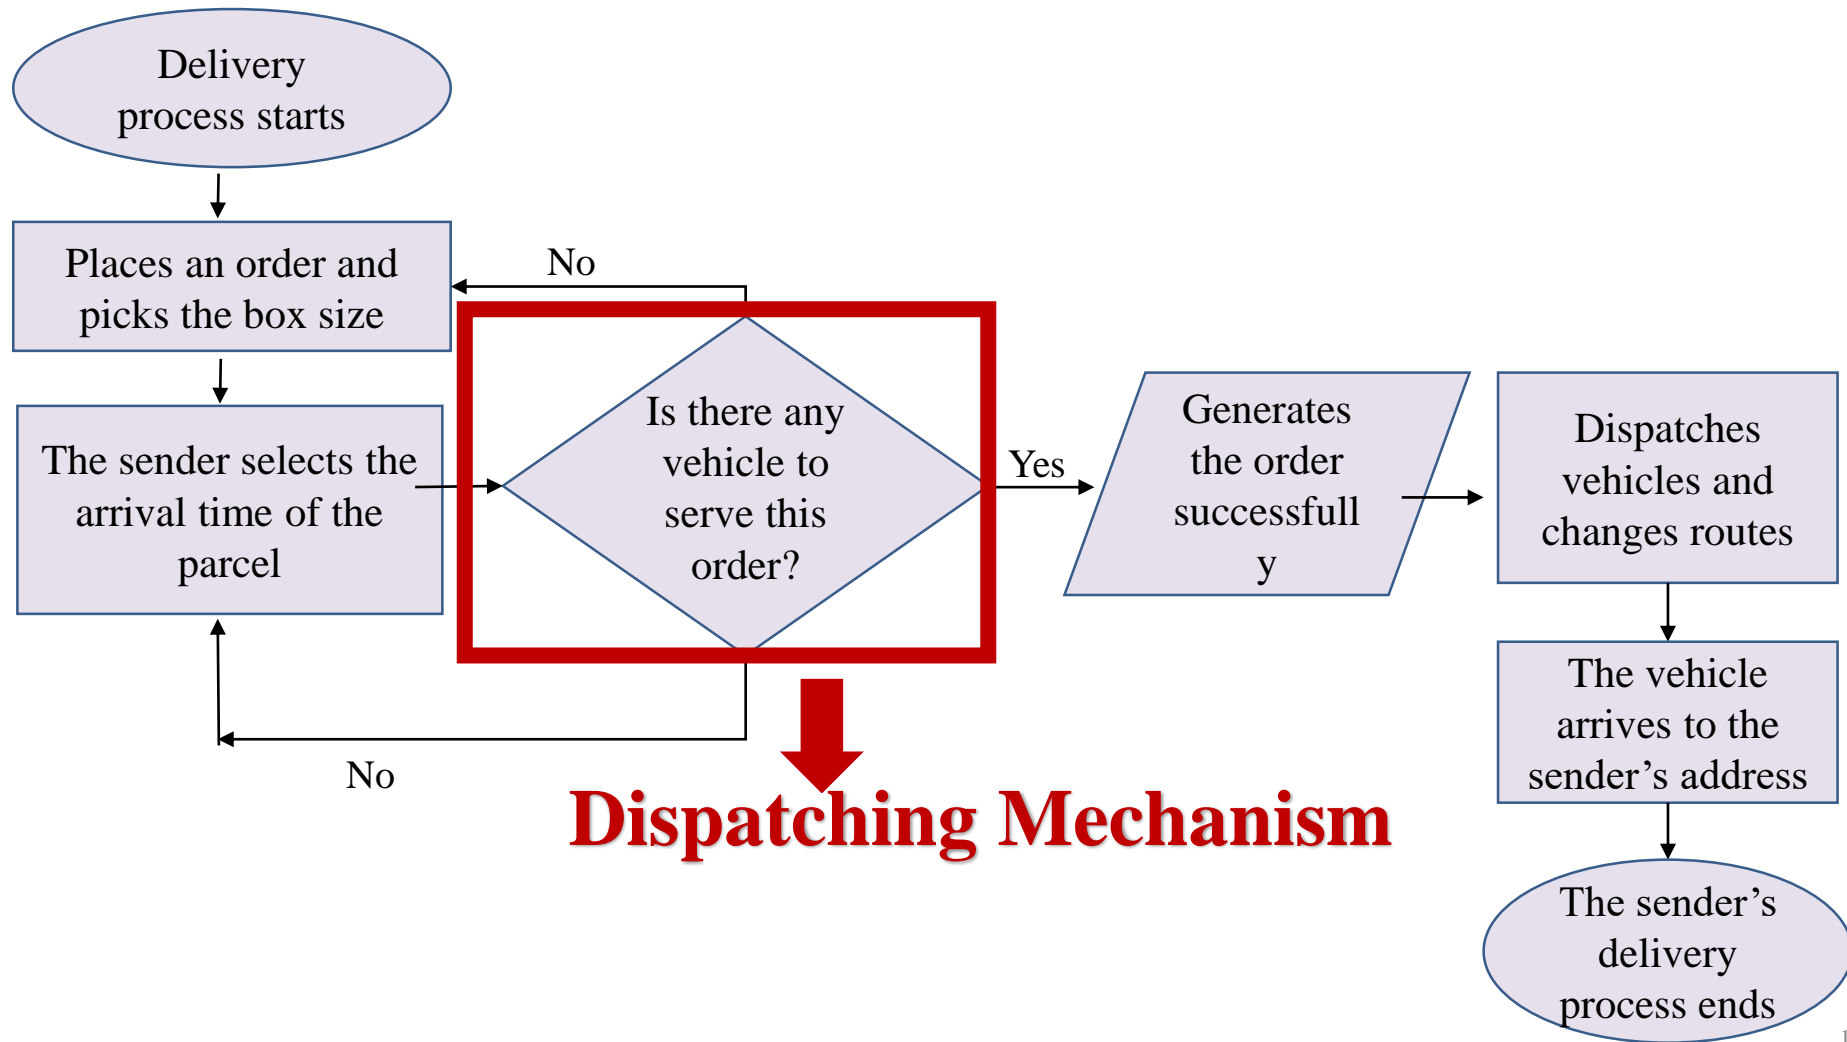 Delivery
process starts
Places an order and
picks the box size
No
The sender selects the
arrival time of the
parcel
Is there any
vehicle to
serve this
order?
No
Yes
Generates
the order
successfull
y
Dispatches
vehicles and
changes routes
The vehicle
arrives to the
sender’s address
The sender’s
delivery
process ends
Dispatching Mechanism